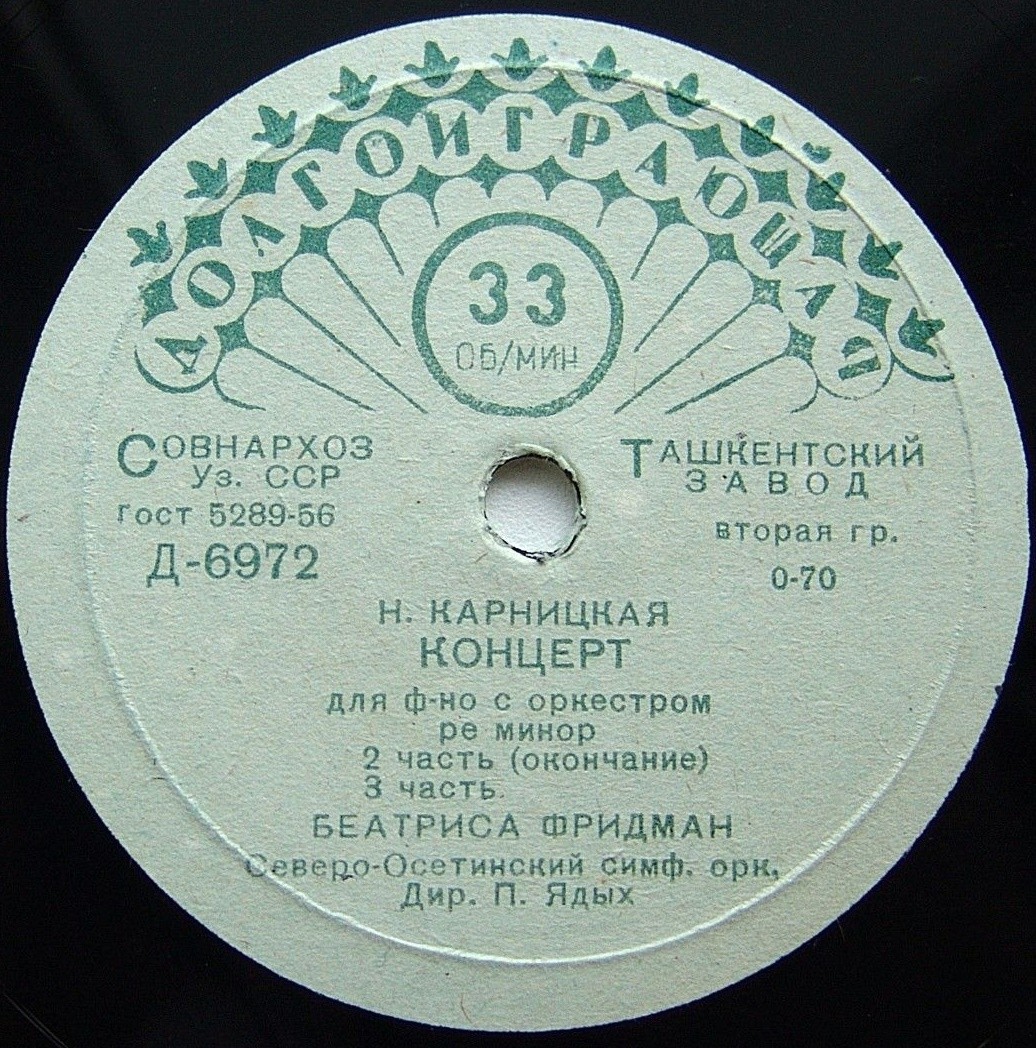 ДОЛГОИГРАЮЩАЯ
33
ОБ/МИН
СОВНАРХОЗ
Уз. ССР
ГОСТ 5289-56
Д-6972
ТАШКЕНТСКИЙ
ЗАВОД
вторая гр.
0-70
Н. КАРНИЦКАЯ
КОНЦЕРТ
для ф-но с оркестром
ре минор
2 часть (окончание)
3 часть.
БЕАТРИСА ФРИДМАН
Северо-Осетинский симф. орк.
Дир. П. Ядых